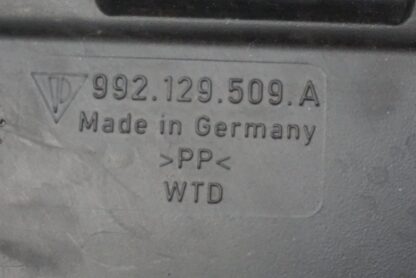 992.129.509.A
Made in Germany
>PP<
WTD